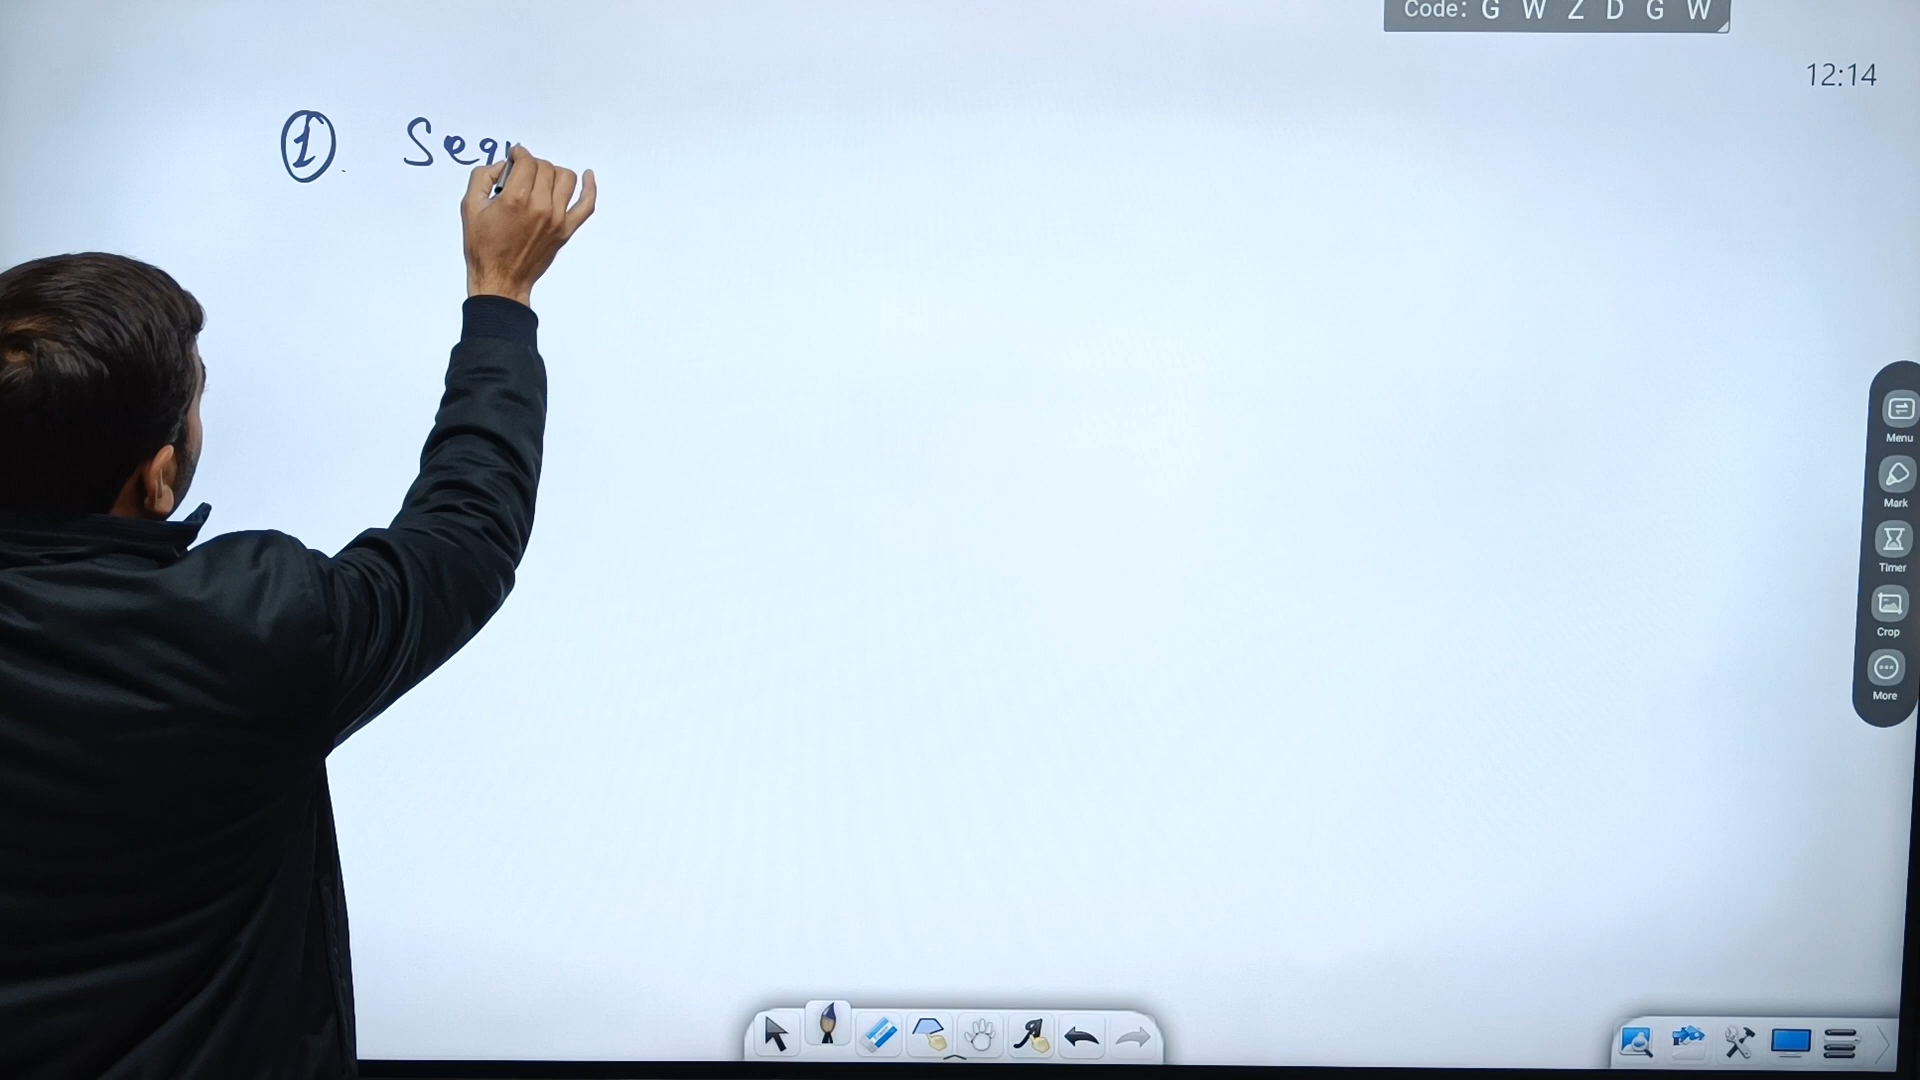 Code: G W Z D G W
12:14
① . Seq
Menu
Mark
Timer
Crop
More